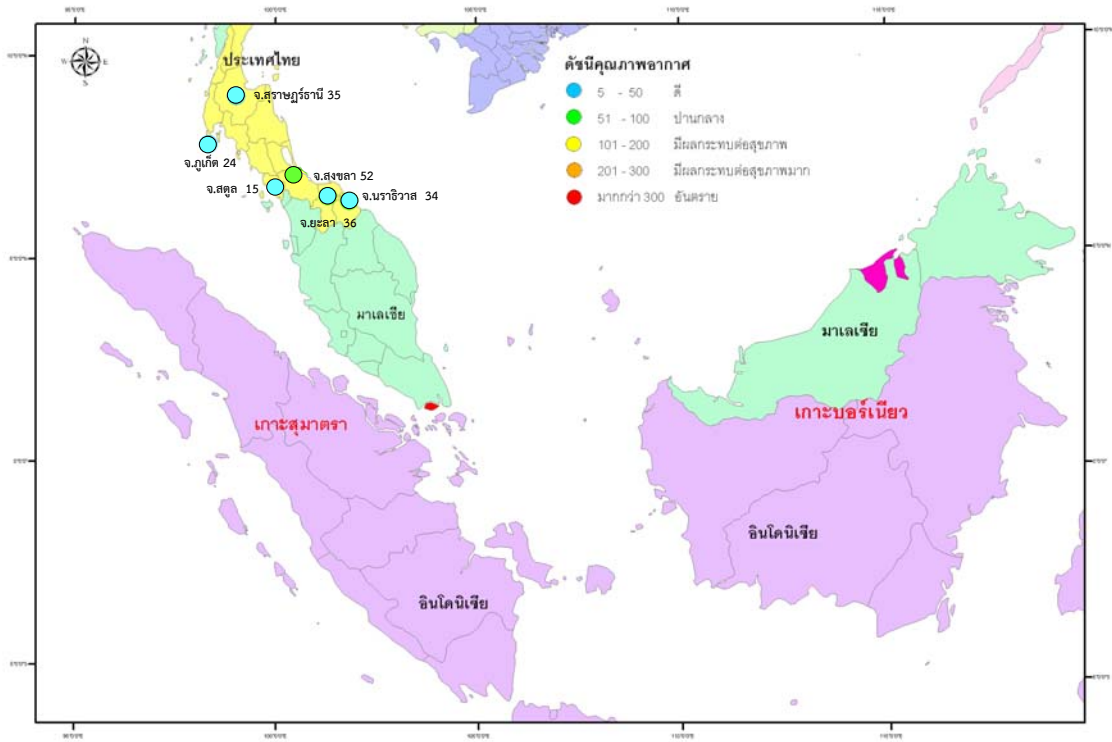 N
W
E
S
ประเทศไทย
จ.สุราษฎร์ธานี 35
จ.ภูเก็ต 24
จ.สงขลา 52
จ.สตูล 15
จ.นราธิวาส 34
จ.ยะลา 36
ดัชนีคุณภาพอากาศ
5 - 50 ดี
51 - 100 ปานกลาง
101 - 200 มีผลกระทบต่อสุขภาพ
201 - 300 มีผลกระทบต่อสุขภาพมาก
มากกว่า 300 อันตราย
มาเลเซีย
มาเลเซีย
เกาะสุมาตรา
เกาะบอร์เนียว
อินโดนิเซีย
อินโดนิเซีย